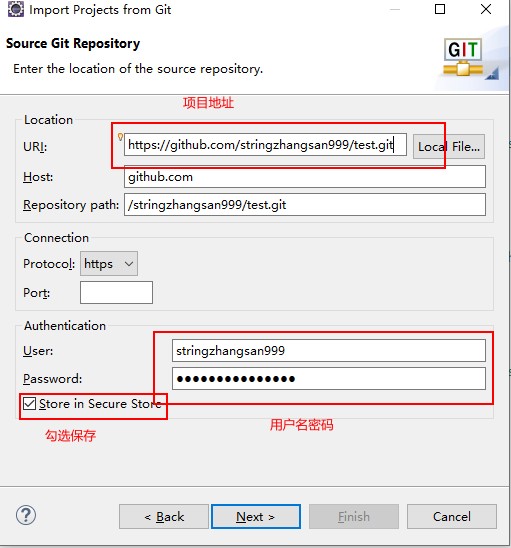 Import Projects from Git
Source Git Repository
Enter the location of the source repository.
GIT
项目地址
Location
URI:
https://github.com/stringzhangsan999/test.git
Local File...
Host:
github.com
Repository path:
/stringzhangsan999/test.git
Connection
Protocol:
https
Port:
Authentication
User:
stringzhangsan999
Password:
●●●●●●●●●●●●●●●
Store in Secure Store
勾选保存
用户名密码
?
< Back
Next >
Finish
Cancel